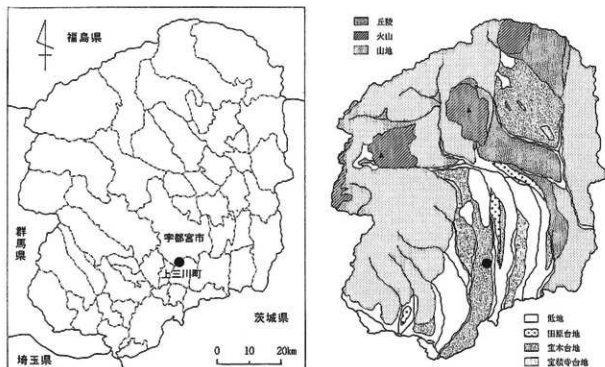 福島県
群馬県
宇都宮市
上三川町
茨城県
埼玉県
0 10 20km
丘陵
火山
山地
低地
田原台地
宝木台地
宝積寺台地